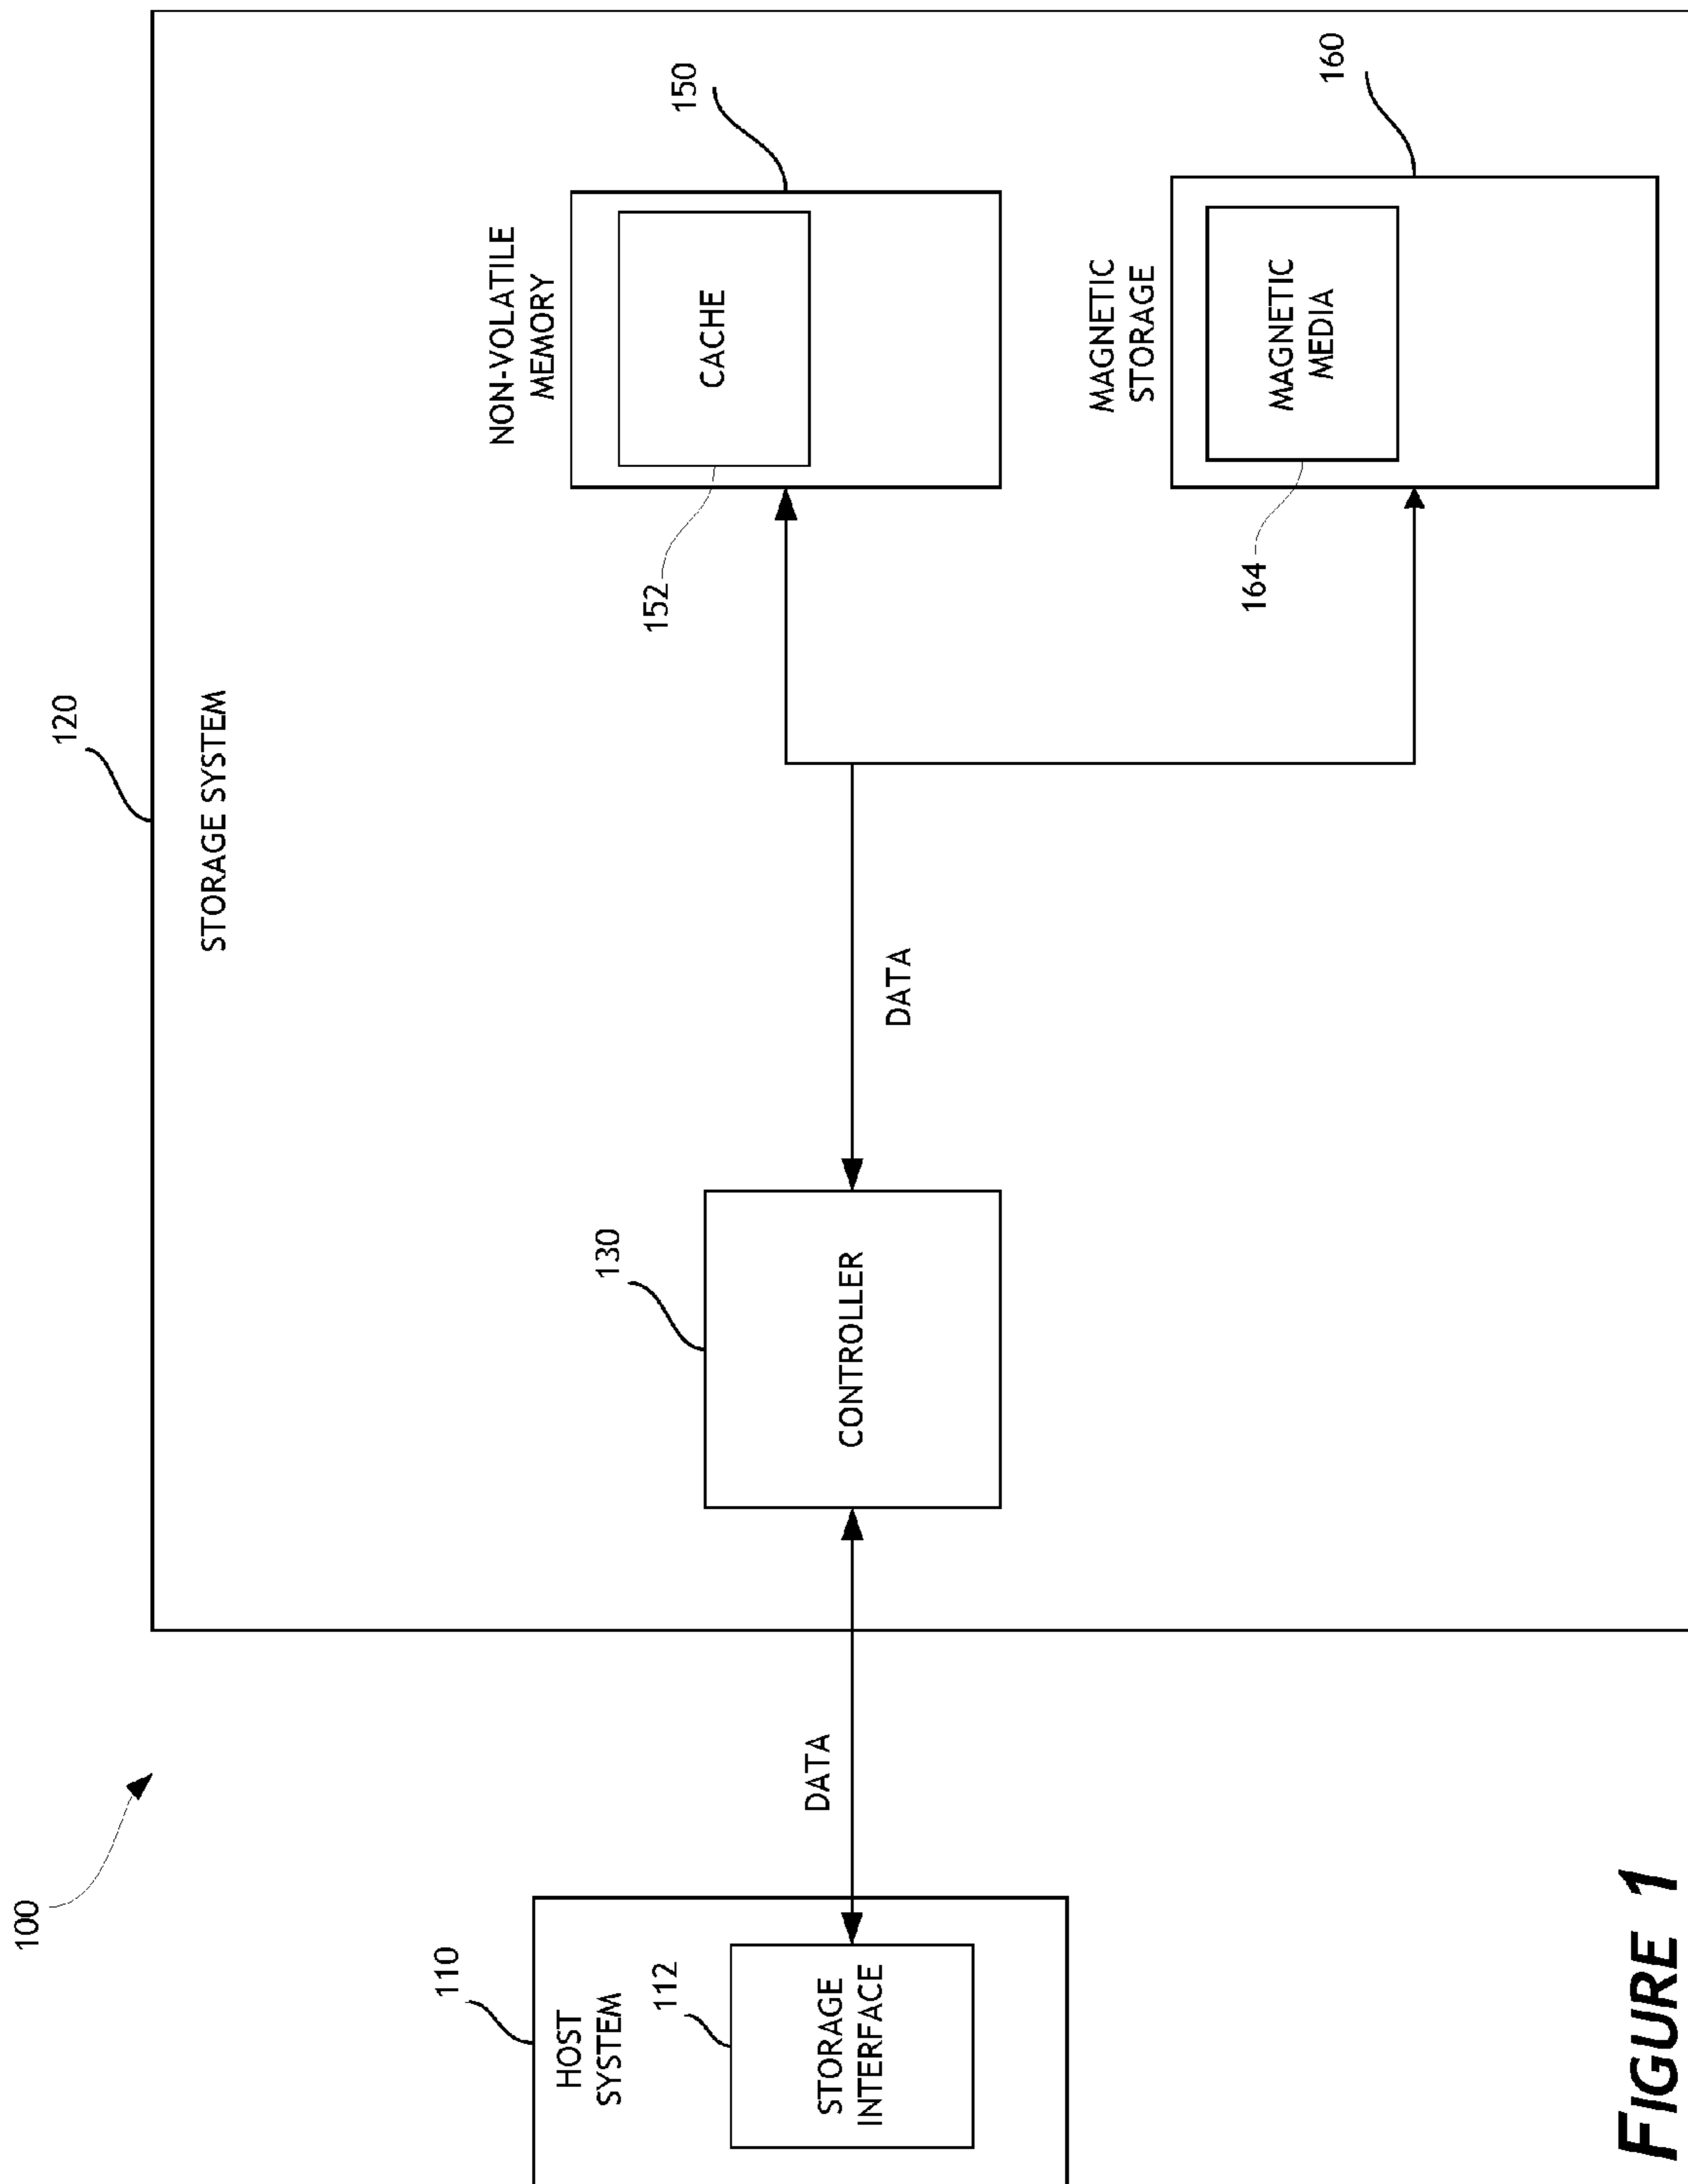 100
120
STORAGE SYSTEM
110
HOST
SYSTEM
112
STORAGE
INTERFACE
DATA
130
CONTROLLER
DATA
NON-VOLATILE
MEMORY
150
CACHE
152
MAGNETIC
STORAGE
160
MAGNETIC
MEDIA
164
FIGURE 1